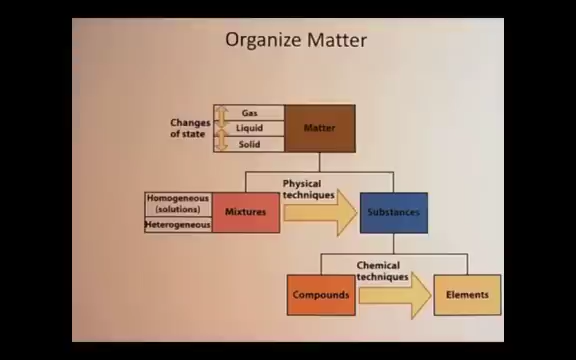 Organize Matter
Changes
of state
Gas
Liquid
Solid
Matter
Homogeneous
(solutions)
Heterogeneous
Mixtures
Physical
techniques
Substances
Chemical
techniques
Compounds
Elements